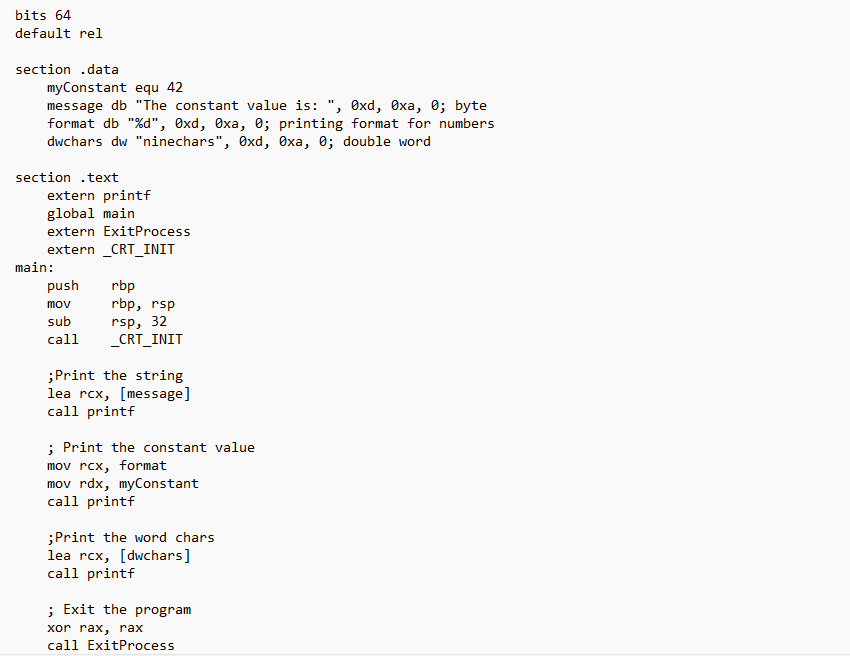 bits 64
default rel

section .data
    myConstant equ 42
    message db "The constant value is: ", 0xd, 0xa, 0; byte
    format db "%d", 0xd, 0xa, 0; printing format for numbers
    dwchars dw "ninechars", 0xd, 0xa, 0; double word

section .text
    extern printf
    global main
    extern ExitProcess
    extern _CRT_INIT
main:
    push    rbp
    mov     rbp, rsp
    sub     rsp, 32
    call    _CRT_INIT

    ;Print the string
    lea rcx, [message]
    call printf

    ; Print the constant value
    mov rcx, format
    mov rdx, myConstant
    call printf

    ;Print the word chars
    lea rcx, [dwchars]
    call printf

    ; Exit the program
    xor rax, rax
    call ExitProcess